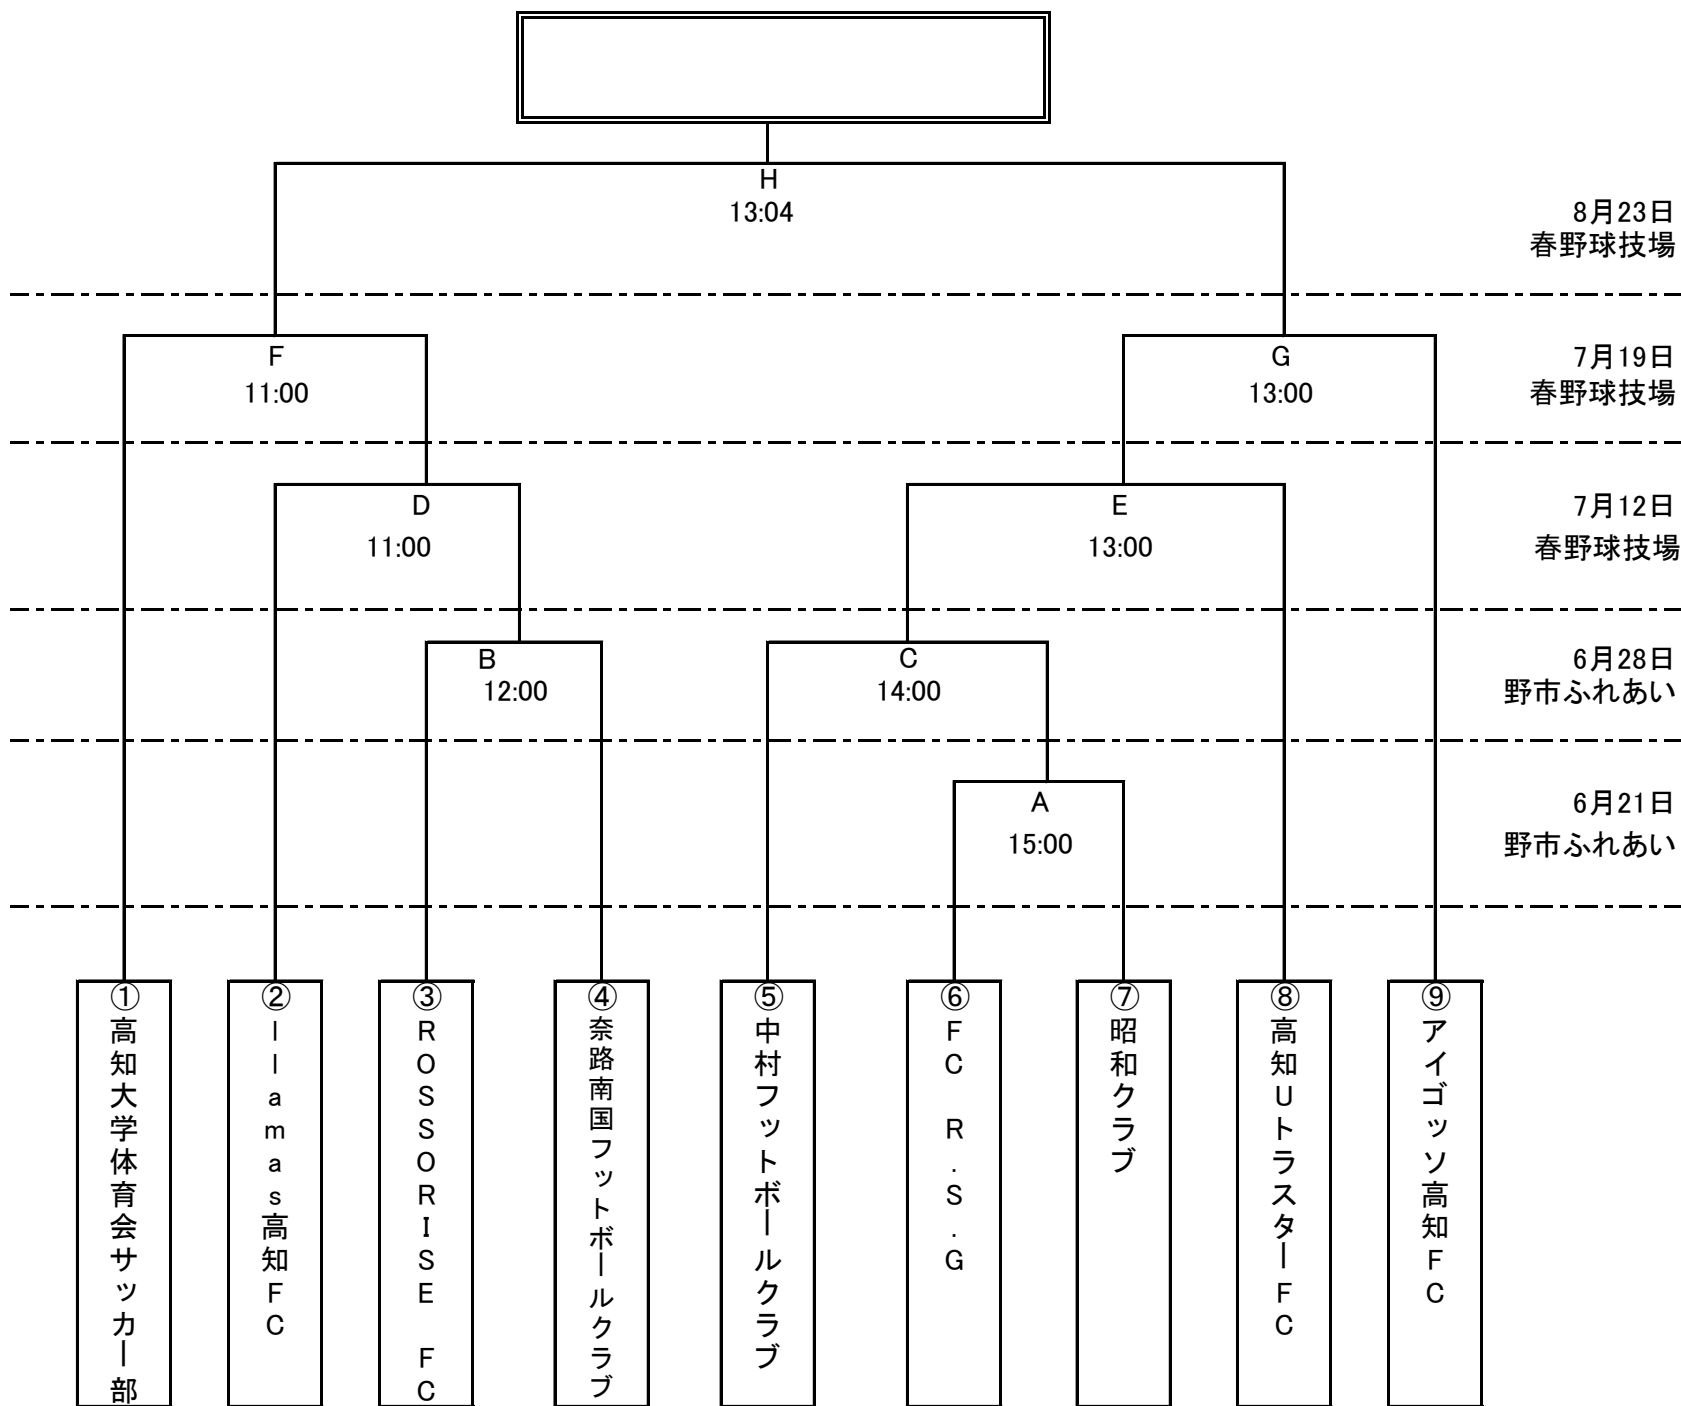 H
13:04
8月23日
春野球技場
F
11:00
G
13:00
7月19日
春野球技場
D
11:00
E
13:00
7月12日
春野球技場
B
12:00
C
14:00
6月28日
野市ふれあい
A
15:00
6月21日
野市ふれあい
①高知大学体育会サッカー部
②llamas高知FC
③ROSSORISE FC
④奈路南国フットボールクラブ
⑤中村フットボールクラブ
⑥FC R.S.G
⑦昭和クラブ
⑧高知UトラスターFC
⑨アイゴッソ高知FC